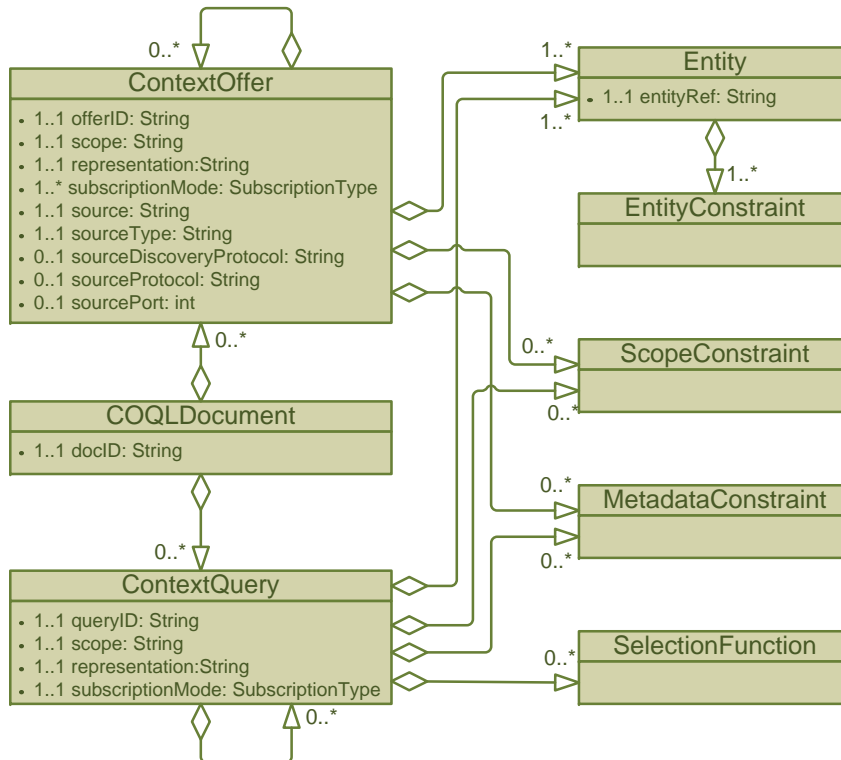 0..*
ContextOffer
1..1 offerID: String
1..1 scope: String
1..1 representation:String
1..* subscriptionMode: SubscriptionType
1..1 source: String
1..1 sourceType: String
0..1 sourceDiscoveryProtocol: String
0..1 sourceProtocol: String
0..1 sourcePort: int
0..*
COQLDocument
1..1 docID: String
0..*
ContextQuery
1..1 queryID: String
1..1 scope: String
1..1 representation:String
1..1 subscriptionMode: SubscriptionType
0..*
1..*
1..*
Entity
1..1 entityRef: String
1..*
EntityConstraint
0..*
0..*
ScopeConstraint
0..*
0..*
MetadataConstraint
0..*
SelectionFunction